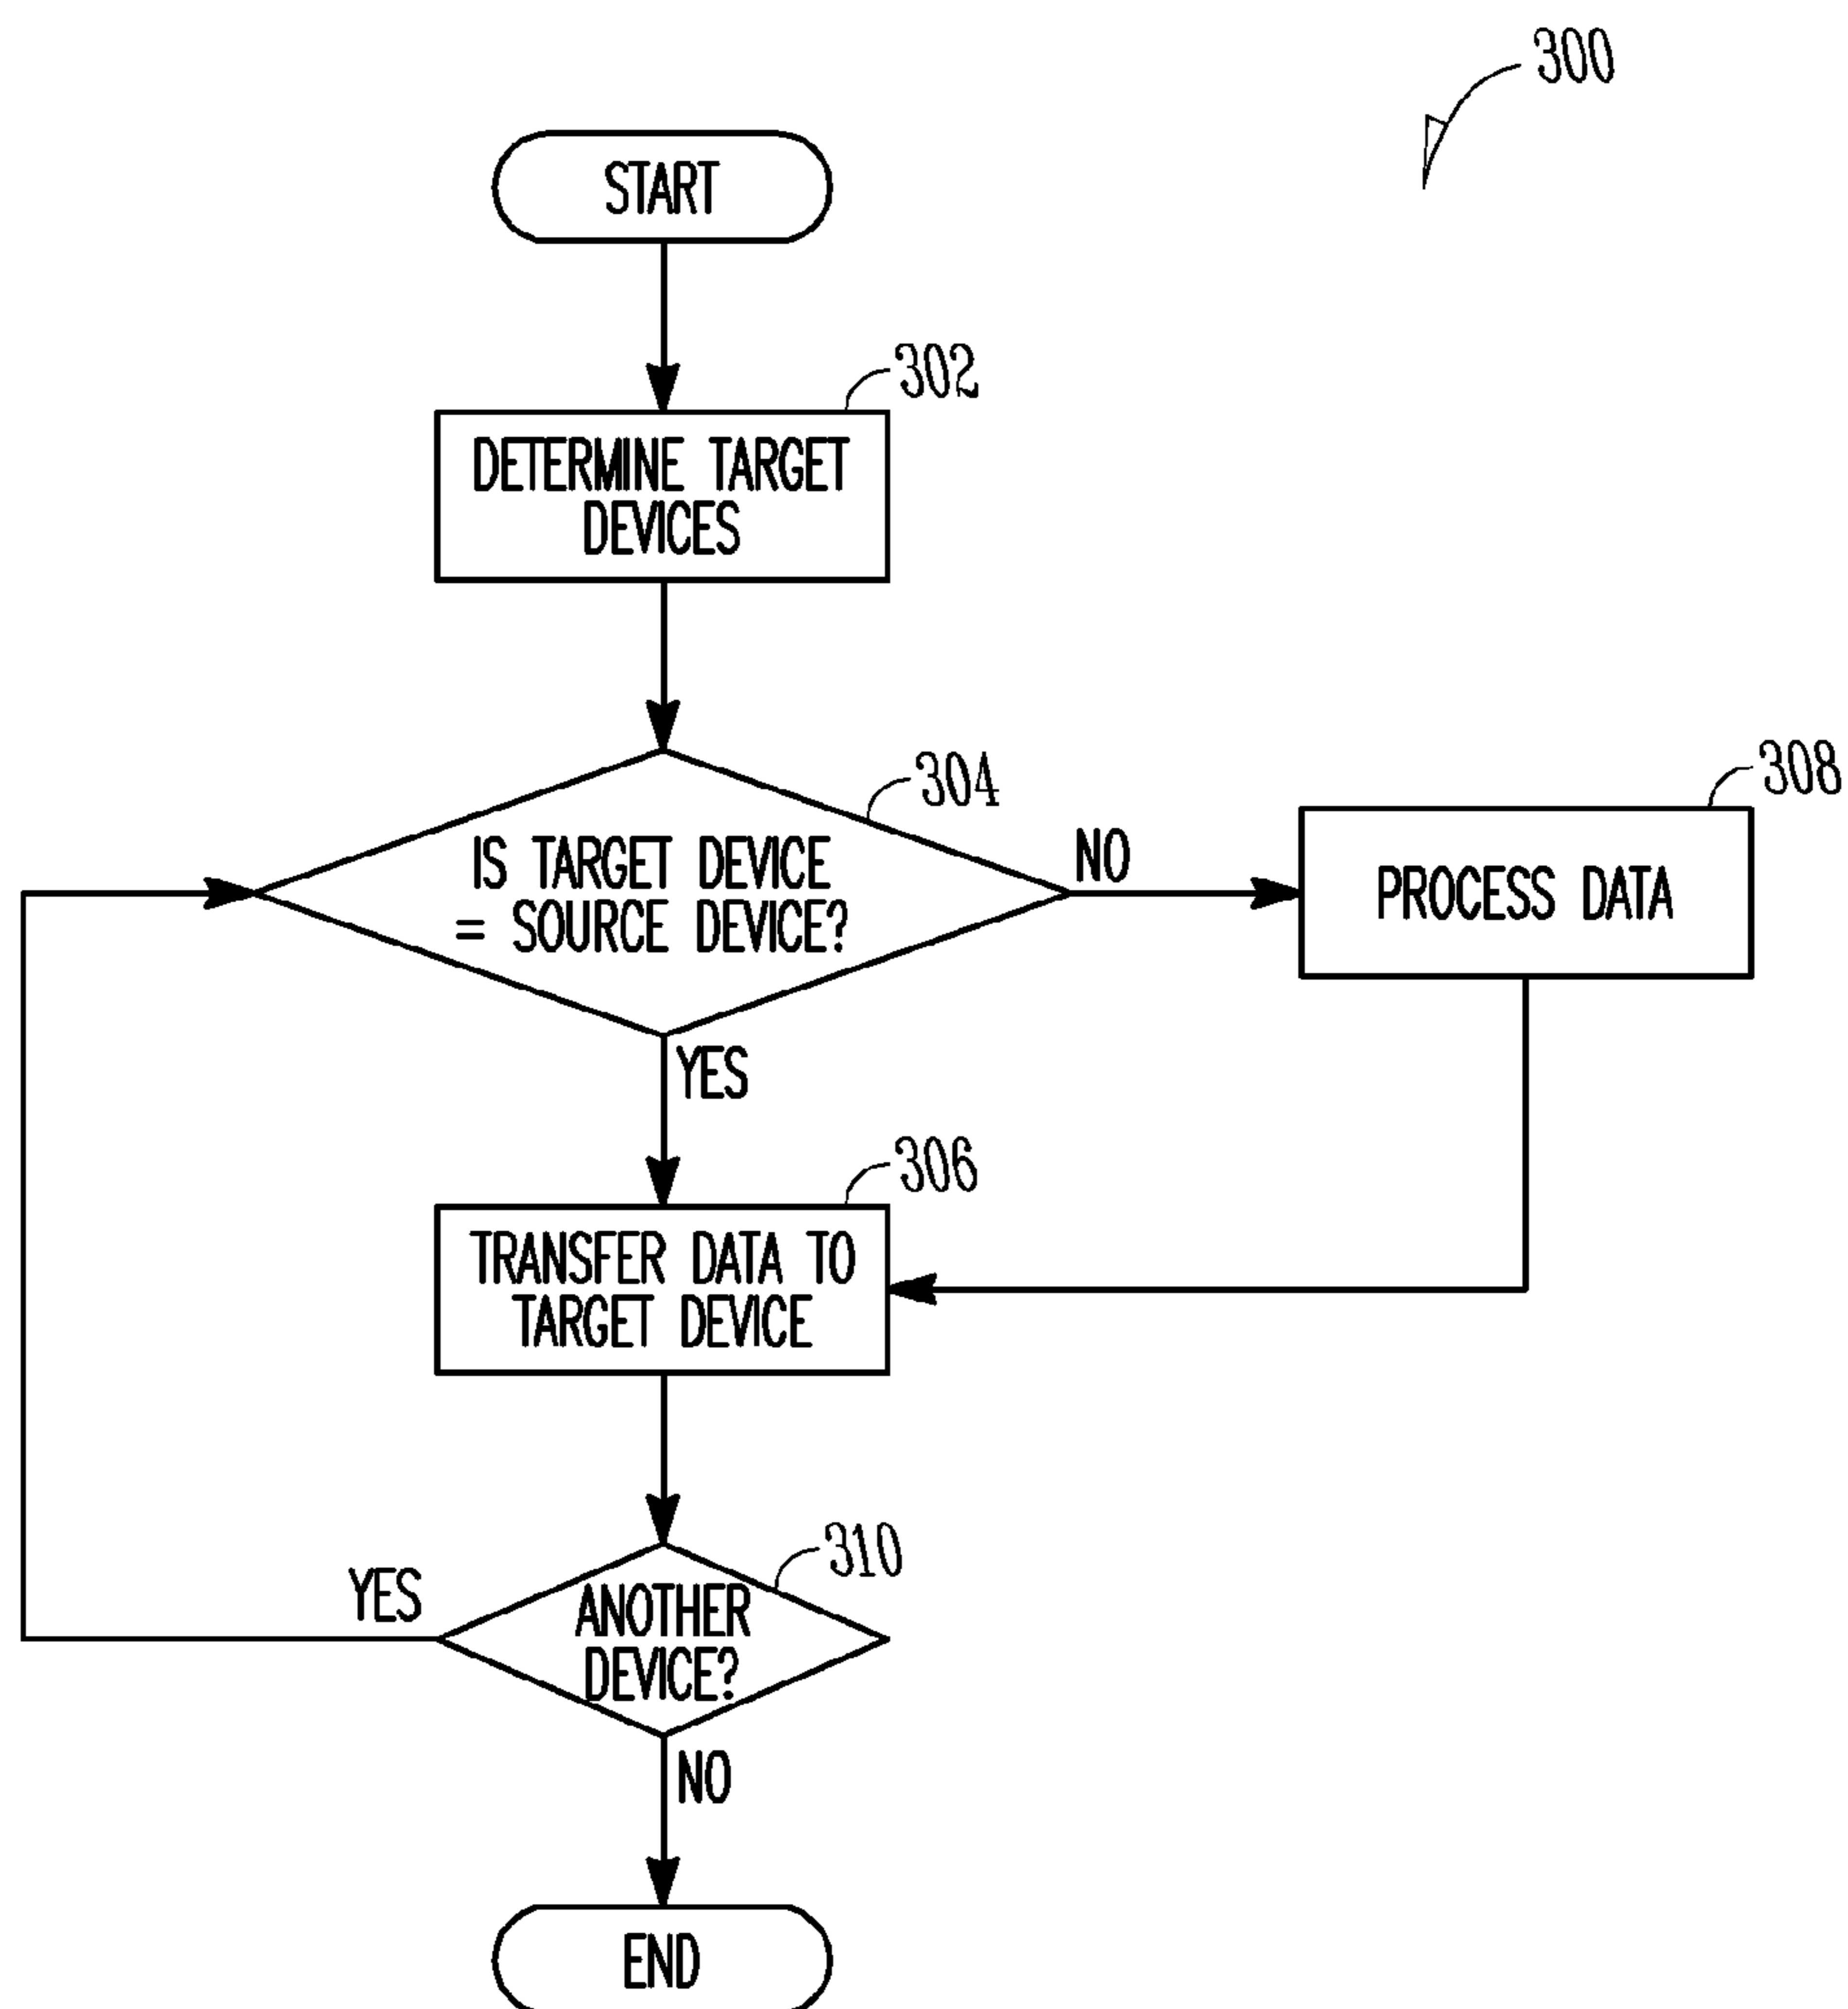 300
START
302
DETERMINE TARGET
DEVICES
304
IS TARGET DEVICE
= SOURCE DEVICE?
NO
308
PROCESS DATA
YES
306
TRANSFER DATA TO
TARGET DEVICE
310
YES
ANOTHER
DEVICE?
NO
END